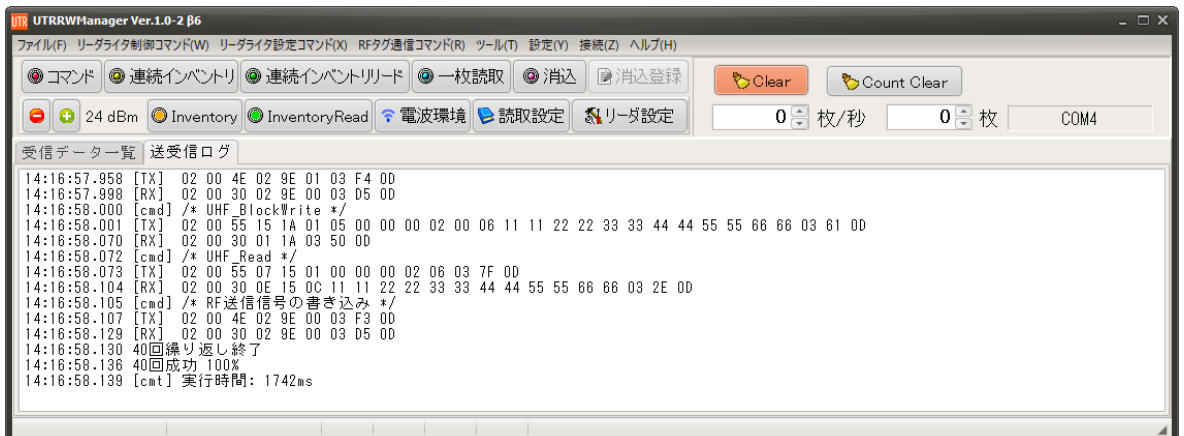 UTR UTRRWManager Ver.1.0-2 β6
ファイル(F) リーダライタ制御コマンド(W) リーダライタ設定コマンド(X) RFタグ通信コマンド(R) ツール(T) 設定(Y) 接続(Z) ヘルプ(H)
コマンド 連続インベントリ 連続インベントリリード 一枚読取 消込 消込登録 Clear Count Clear
24 dBm Inventory InventoryRead 電波環境 読取設定 リーダ設定 0 枚/秒 0 枚 COM4
受信データ一覧 送受信ログ
14:16:57.958 [TX] 02 00 4E 02 9E 01 03 F4 0D
14:16:57.998 [RX] 02 00 30 02 9E 00 03 D5 0D
14:16:58.000 [cmd] /* UHF_BlockWrite */
14:16:58.001 [TX] 02 00 55 15 1A 01 05 00 00 00 02 00 06 11 11 22 22 33 33 44 44 55 55 66 66 03 61 0D
14:16:58.070 [RX] 02 00 30 01 1A 03 50 0D
14:16:58.072 [cmd] /* UHF_Read */
14:16:58.073 [TX] 02 00 55 07 15 01 00 00 00 02 06 03 7F 0D
14:16:58.104 [RX] 02 00 30 0E 15 0C 11 11 22 22 33 33 44 44 55 55 66 66 03 2E 0D
14:16:58.105 [cmd] /* RF送信信号の書き込み */
14:16:58.107 [TX] 02 00 4E 02 9E 00 03 F3 0D
14:16:58.129 [RX] 02 00 30 02 9E 00 03 D5 0D
14:16:58.130 40回繰り返し終了
14:16:58.136 40回成功 100%
14:16:58.139 [cmt] 実行時間: 1742ms